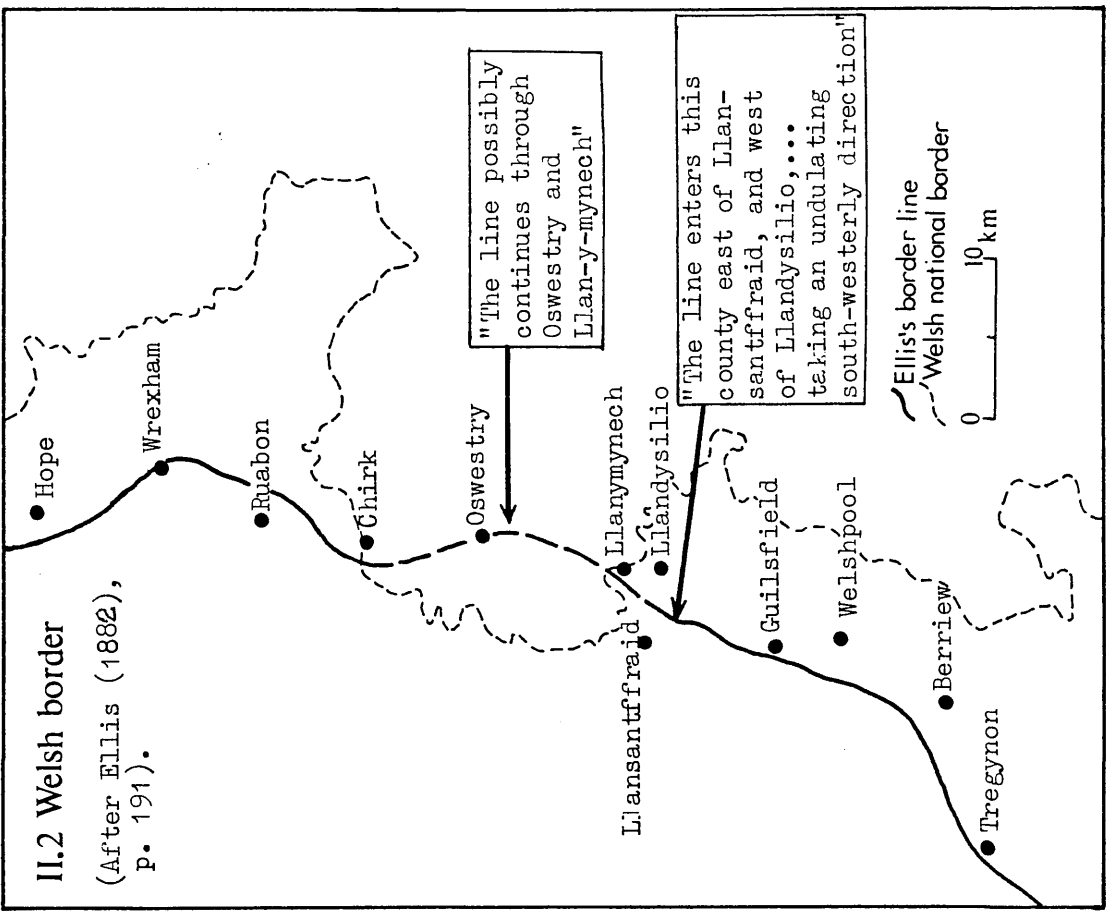 II.2 Welsh border
(After Ellis (1882),
p. 191).
Hope
Wrexham
Ruabon
Chirk
Oswestry
"The line possibly
continues through
Oswestry and
Llan-y-mynech"
Llanymynech
Llandysilio
Llansantffraid
"The line enters this
county east of Llan-
santffraid, and west
of Llandysilio,...
taking an undulating
south-westerly direction"
Guilsfield
Welshpool
Berriew
Tregynon
Ellis's border line
Welsh national border
0 10 km